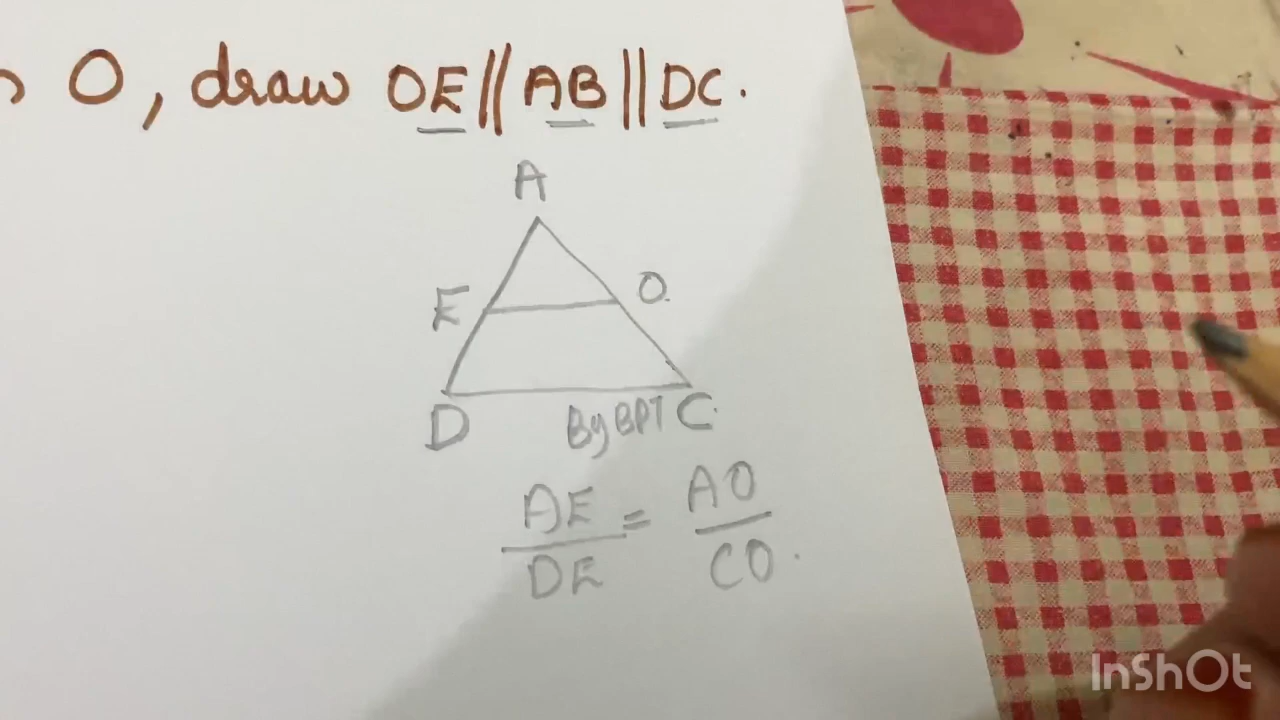 O, draw OE || AB || DC.
A
E O.
D C.
By BPT
AE/DE = AO/CO.
InShOt